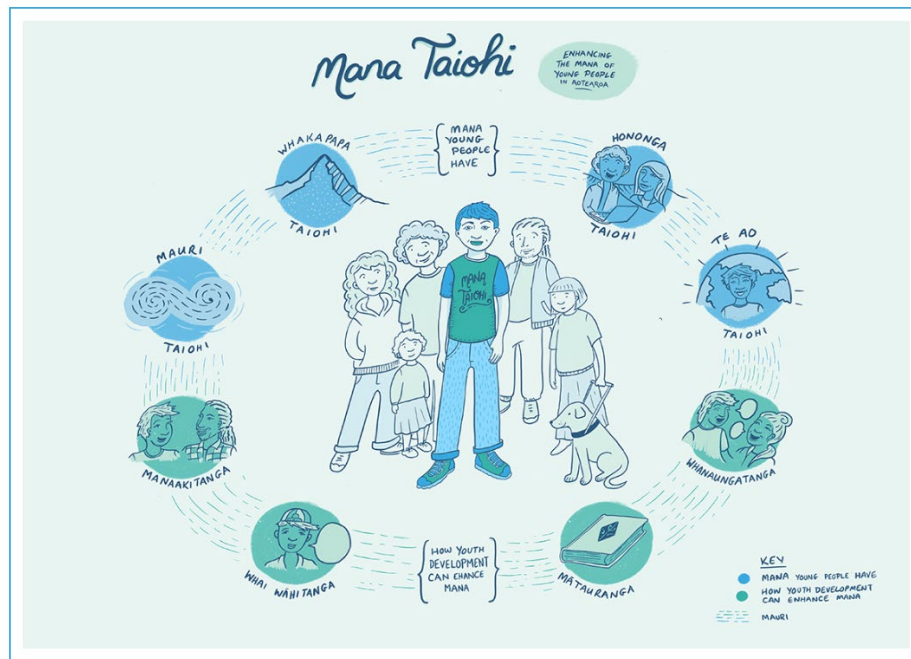 Mana Taiohi
ENHANCING
THE MANA OF
YOUNG PEOPLE
IN AOTEAROA
WHAKAPAPA
TAIOHI
MANA
YOUNG
PEOPLE
HAVE
HONONGA
TAIOHI
MAURI
TAIOHI
TE AO
TAIOHI
MANA
TAIOHI
MANAAKITANGA
WHANAUNGATANGA
WHAI WÁHITANGA
HOW YOUTH
DEVELOPMENT
CAN EHANCE
MANA
MĀTAURANGA
KEY
MANA YOUNG PEOPLE HAVE
HOW YOUTH DEVELOPMENT
CAN ENHANCE MANA
MAURI